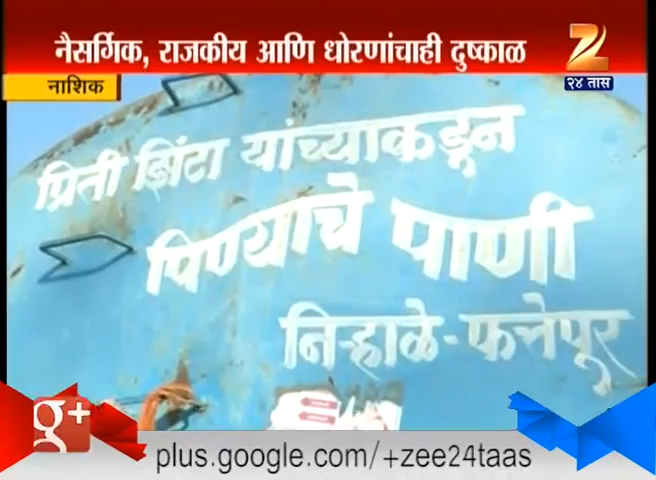 नैसर्गिक, राजकीय आणि धोरणांचाही दुष्काळ
Z
२४ तास
नाशिक
प्रिती झिंटा यांच्याकडून
पिण्याचे पाणी
निऱ्हाळे-फत्तेपूर
g+
plus.google.com/+zee24taas